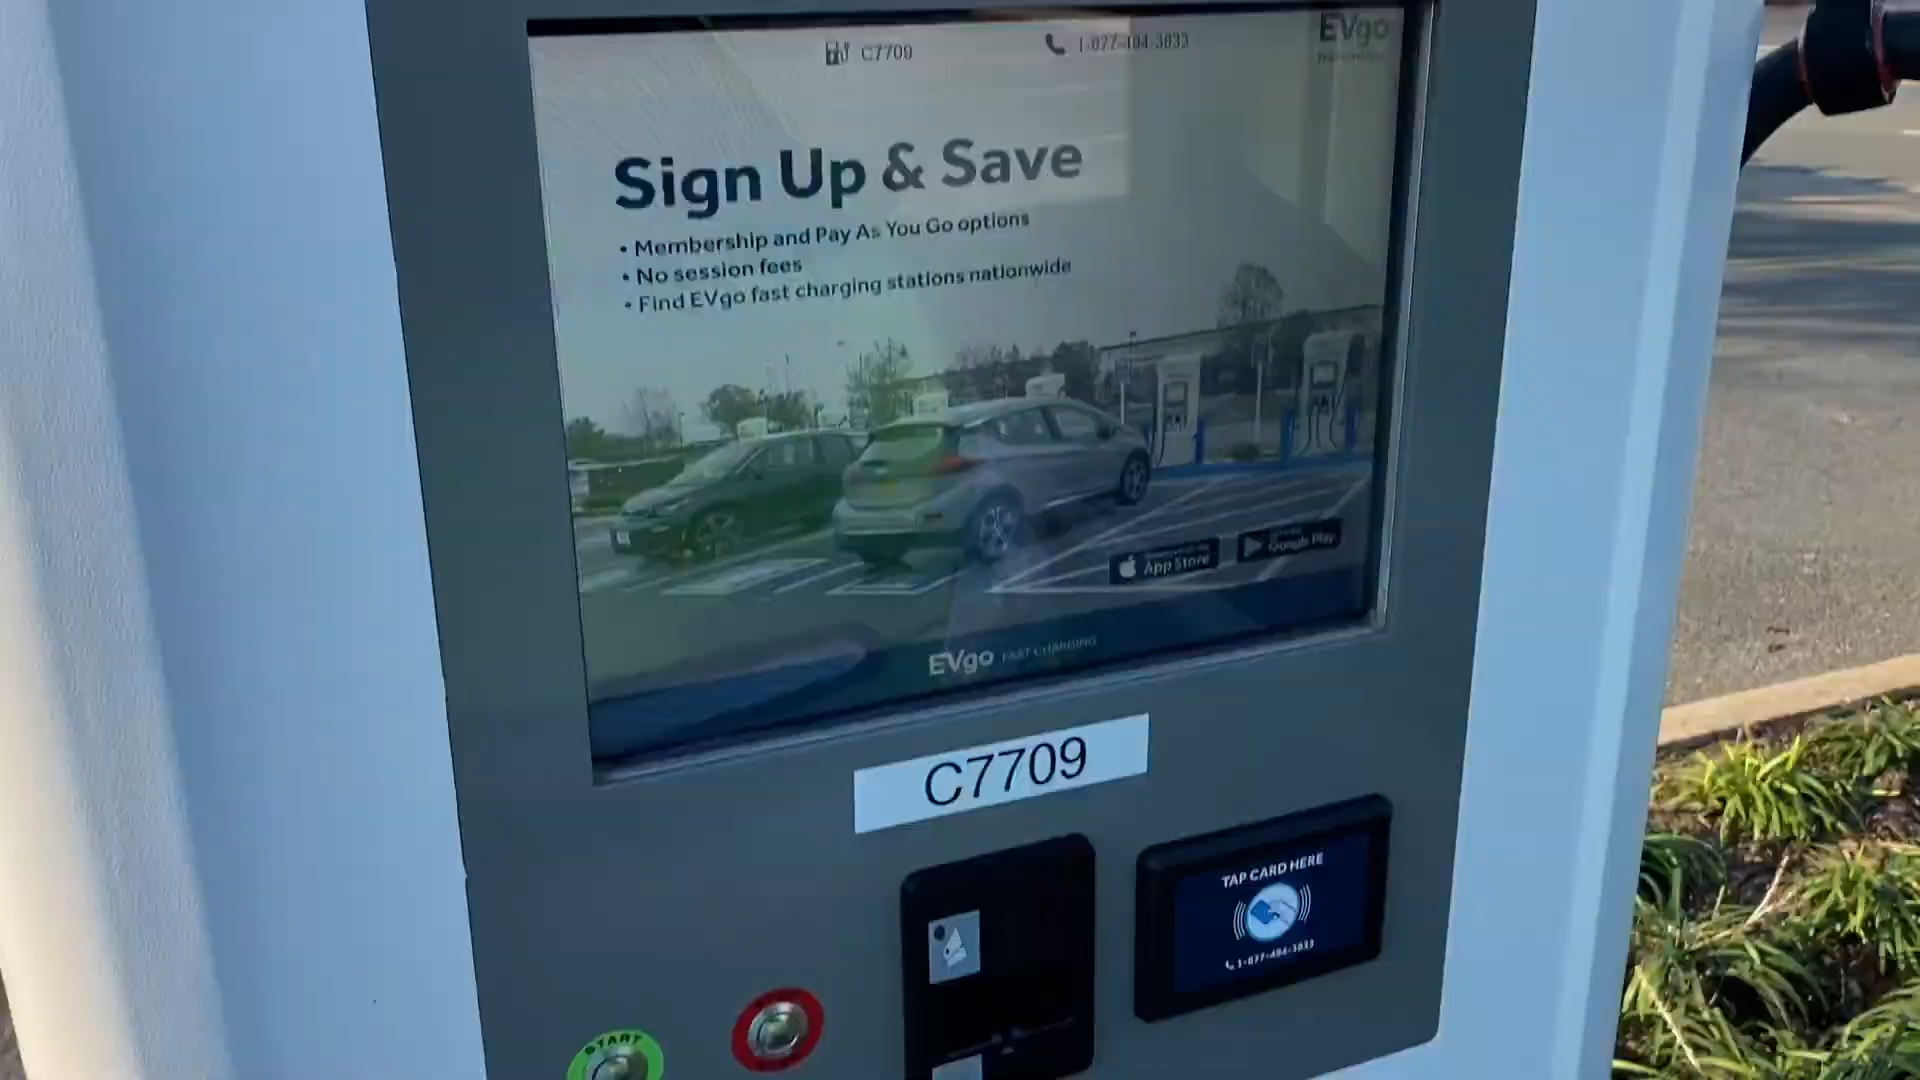 C7709
1-877-494-3833
EVgo
Sign Up & Save
• Membership and Pay As You Go options
• No session fees
• Find EVgo fast charging stations nationwide
App Store
Google Play
EVgo FAST CHARGING
C7709
TAP CARD HERE
1-877-494-3833
START